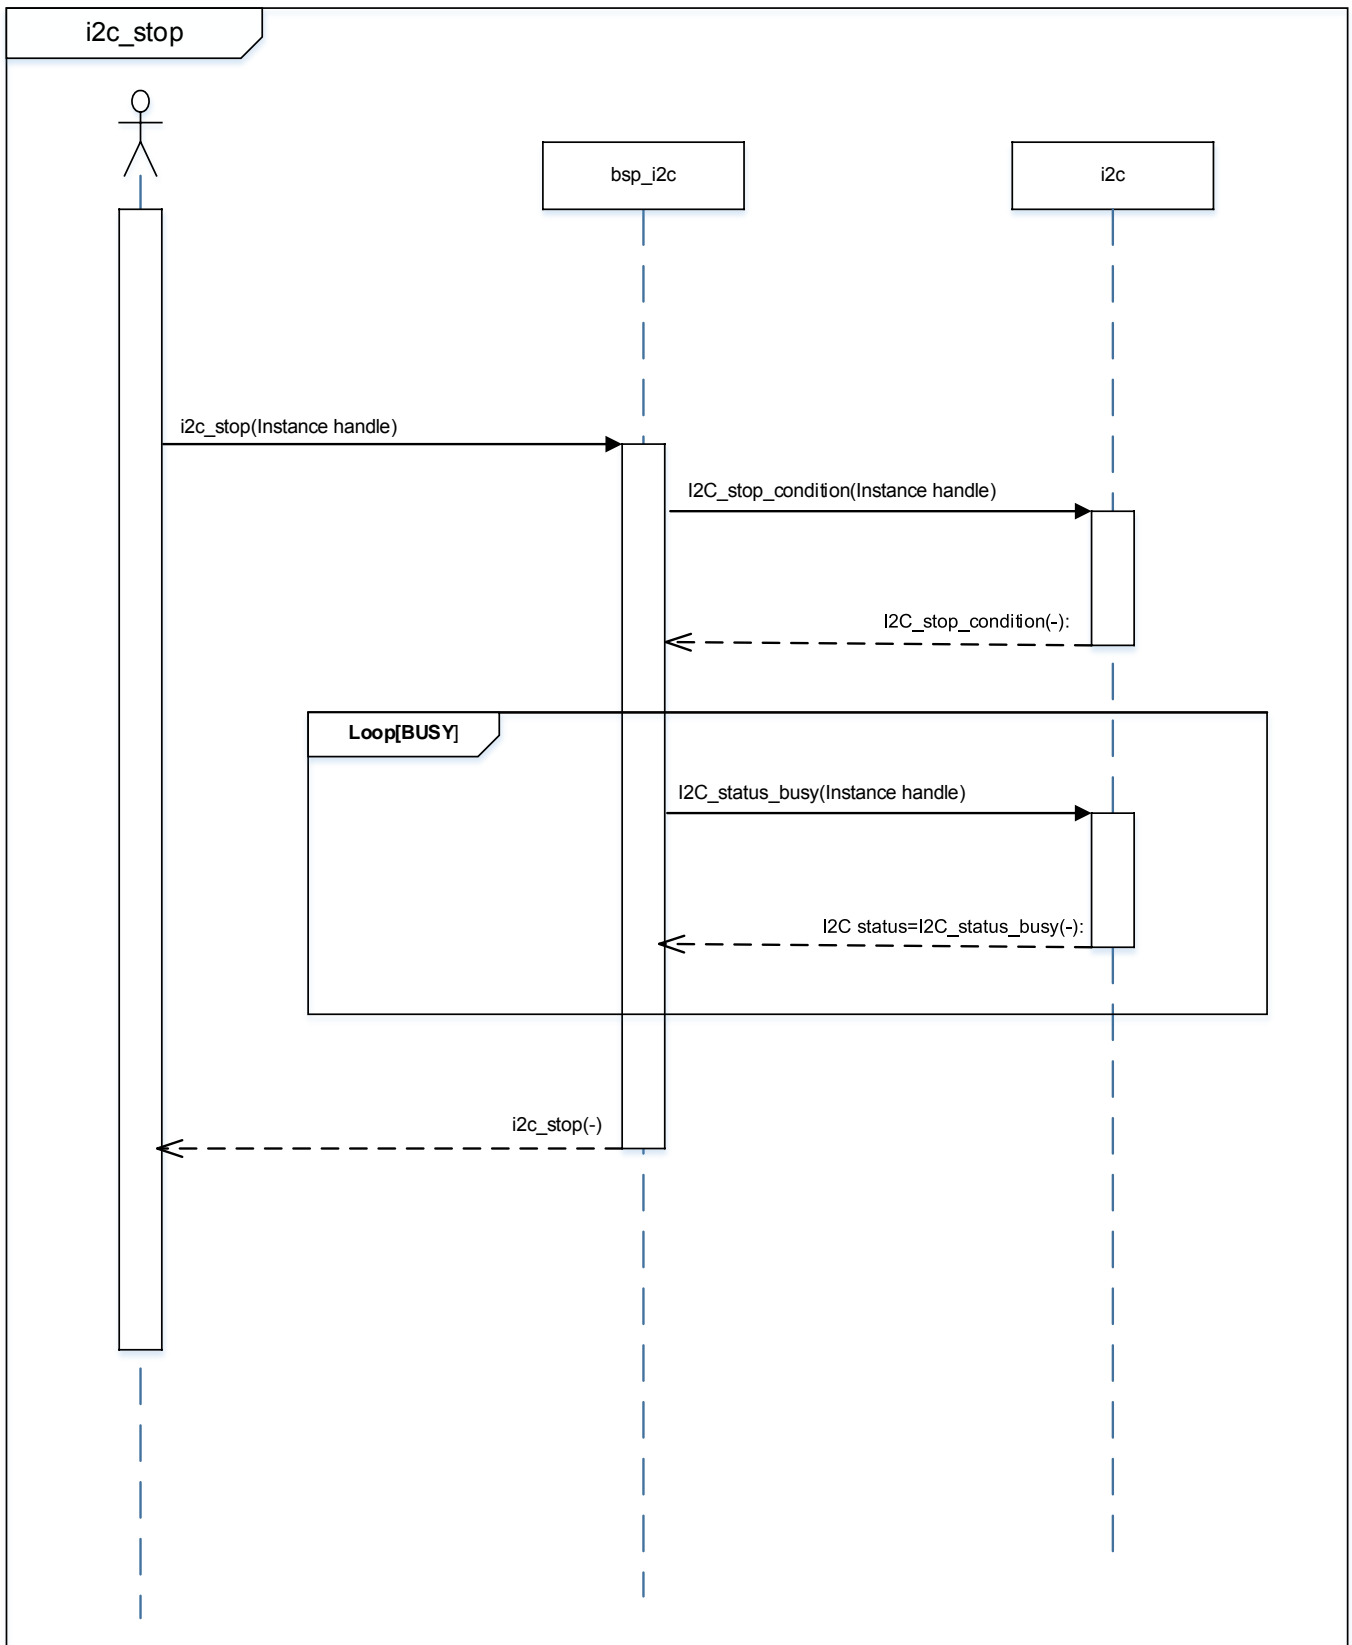 i2c_stop
bsp_i2c
i2c
i2c_stop(Instance handle)
I2C_stop_condition(Instance handle)
I2C_stop_condition(-):
Loop[BUSY]
I2C_status_busy(Instance handle)
I2C status=I2C_status_busy(-):
i2c_stop(-)